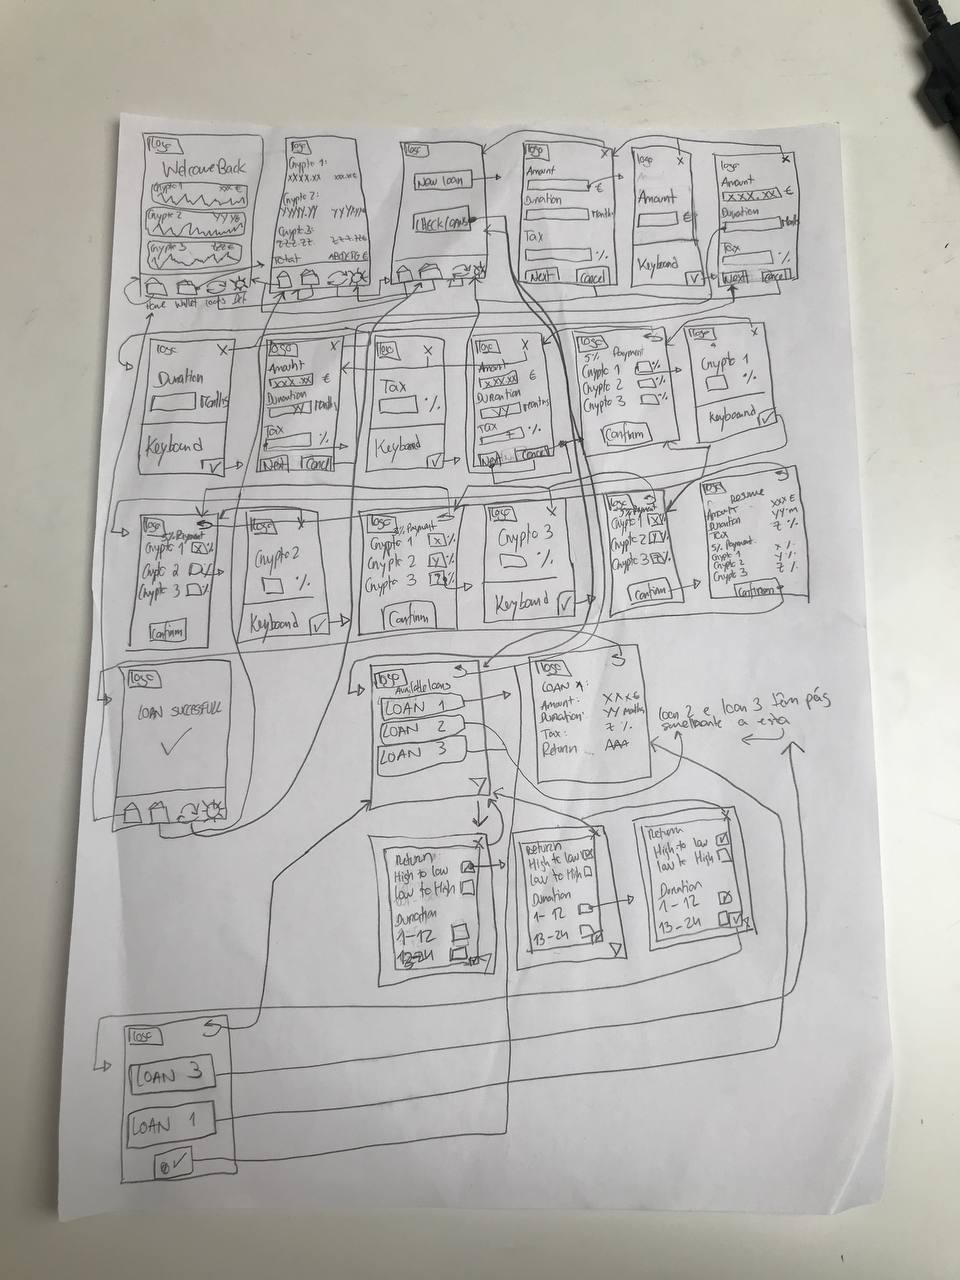 logo
Welcome Back
Crypto 1 xxx €
Crypto 2 YY Y€
Crypto 3 zzz €
Home Wallet Loans
logo
Crypto 1:
xxxx.xx
Crypto 2:
YYYY.YY YYYY
Crypto 3:
zzz.zz
Total
logo
New loan
CHECK LOANS
logo X
Amount
€
Duration
Months
Tax
%
Next Cancel
logo X
Amount
€
Keyboard
logo X
Amount
xxx.xx €
Duration
Months
Tax
%
Next Cancel
logo X
Duration
Months
Keyboard
logo X
Amount
xxx.xx €
Duration
YY Months
Tax
%
Next Cancel
logo X
Tax
%
Keyboard
logo X
Amount
xxx.xx €
Duration
YY Months
Tax
Z %
Next Cancel
logo
5% Payment
Crypto 1 %
Crypto 2 %
Crypto 3 %
Confirm
logo X
Crypto 1
%
Keyboard
logo
5% Payment
Crypto 1 X %
Crypto 2 %
Crypto 3 %
Confirm
logo X
Crypto 2
%
Keyboard
logo
5% Payment
Crypto 1 X %
Crypto 2 Y %
Crypto 3 Z %
Confirm
logo X
Crypto 3
%
Keyboard
logo
5% Payment
Crypto 1 X %
Crypto 2 Y %
Crypto 3 Z %
Confirm
logo
Resume
Amount xxx €
Duration YY m
Tax Z %
5% Payment
Crypto 1 X %
Crypto 2 Y %
Crypto 3 Z %
Confirm
logo
LOAN SUCESSFULL
logo
Available loans
LOAN 1
LOAN 2
LOAN 3
logo
LOAN 1:
Amount: XXX€
Duration: YY months
Tax: Z %
Return AAA
loan 2 e loan 3 têm pág
semelhante a esta
X
Return
High to low
low to High
Duration
1-12
13-24
X
Return
High to low
Low to High
Duration
1-12
13-24
X
Return
High to low
low to High
Duration
1-12
13-24
logo
LOAN 3
LOAN 1